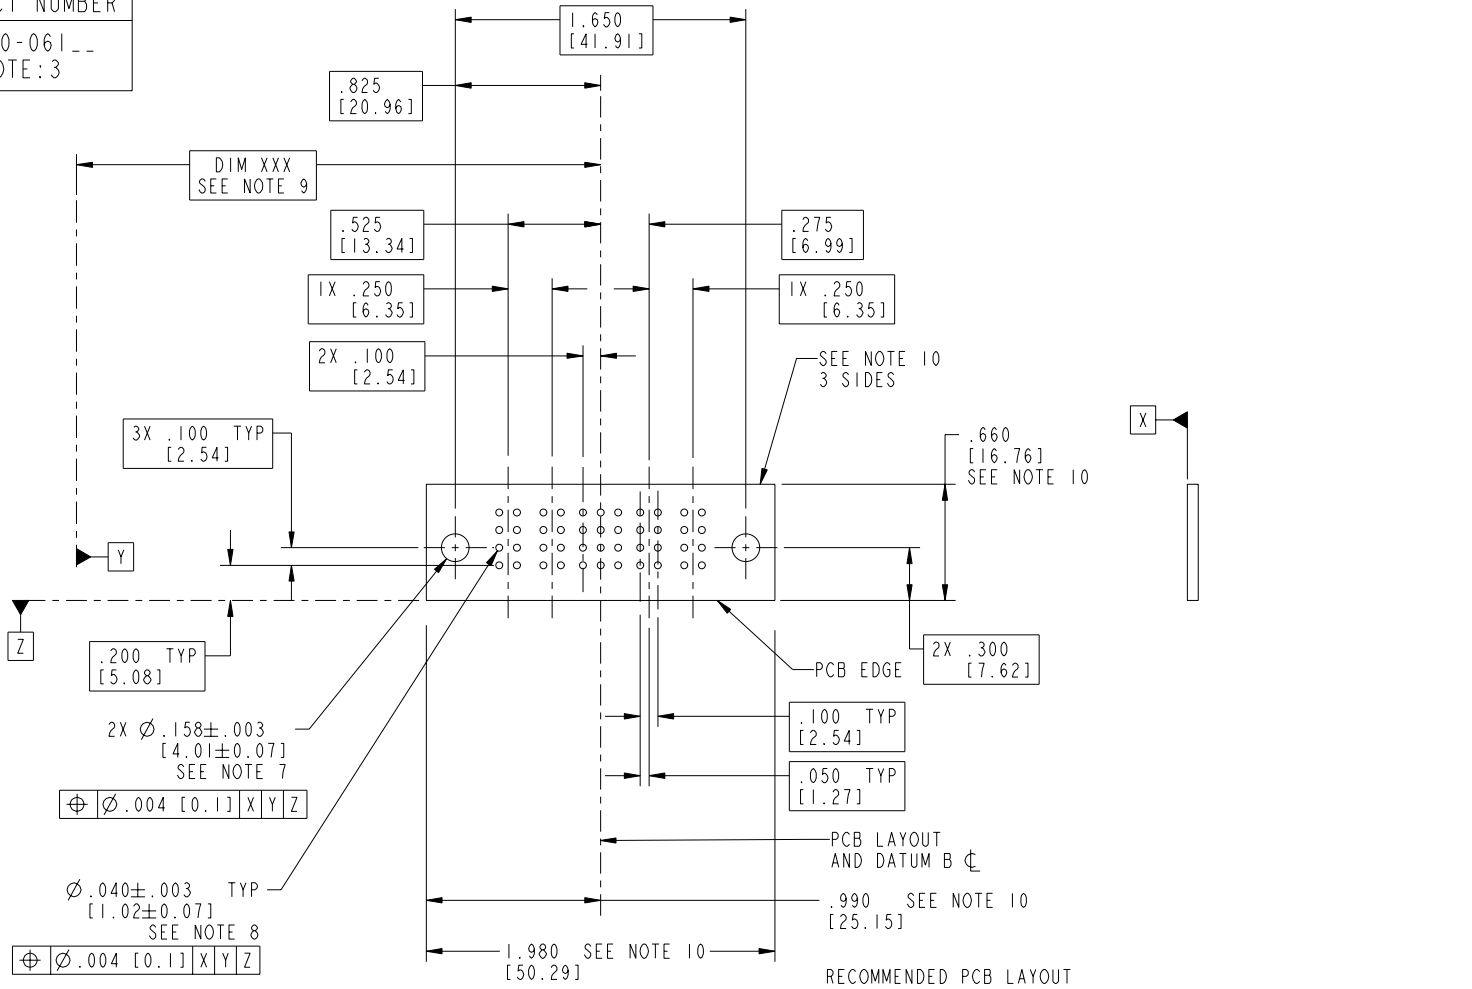 CT NUMBER
0-061__
OTE:3
1.650
[41.91]
.825
[20.96]
DIM XXX
SEE NOTE 9
.525
[13.34]
.275
[6.99]
1X .250
[6.35]
1X .250
[6.35]
2X .100
[2.54]
SEE NOTE 10
3 SIDES
3X .100 TYP
[2.54]
X
.660
[16.76]
SEE NOTE 10
Y
Z
.200 TYP
[5.08]
2X .300
[7.62]
PCB EDGE
2X Ø.158±.003
[4.01±0.07]
SEE NOTE 7
⌖ Ø.004 [0.1] X Y Z
.100 TYP
[2.54]
.050 TYP
[1.27]
PCB LAYOUT
AND DATUM B ℄
Ø.040±.003 TYP
[1.02±0.07]
SEE NOTE 8
⌖ Ø.004 [0.1] X Y Z
.990 SEE NOTE 10
[25.15]
1.980 SEE NOTE 10
[50.29]
RECOMMENDED PCB LAYOUT